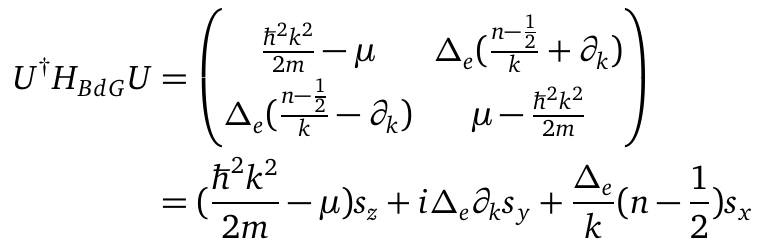 $U^{\dagger} H_{BdG} U = \begin{pmatrix} \frac{\hbar^2 k^2}{2m} - \mu & \Delta_e (\frac{n - \frac{1}{2}}{k} + \partial_k) \\ \Delta_e (\frac{n - \frac{1}{2}}{k} - \partial_k) & \mu - \frac{\hbar^2 k^2}{2m} \end{pmatrix}$
$= (\frac{\hbar^2 k^2}{2m} - \mu) s_z + i \Delta_e \partial_k s_y + \frac{\Delta_e}{k} (n - \frac{1}{2}) s_x$